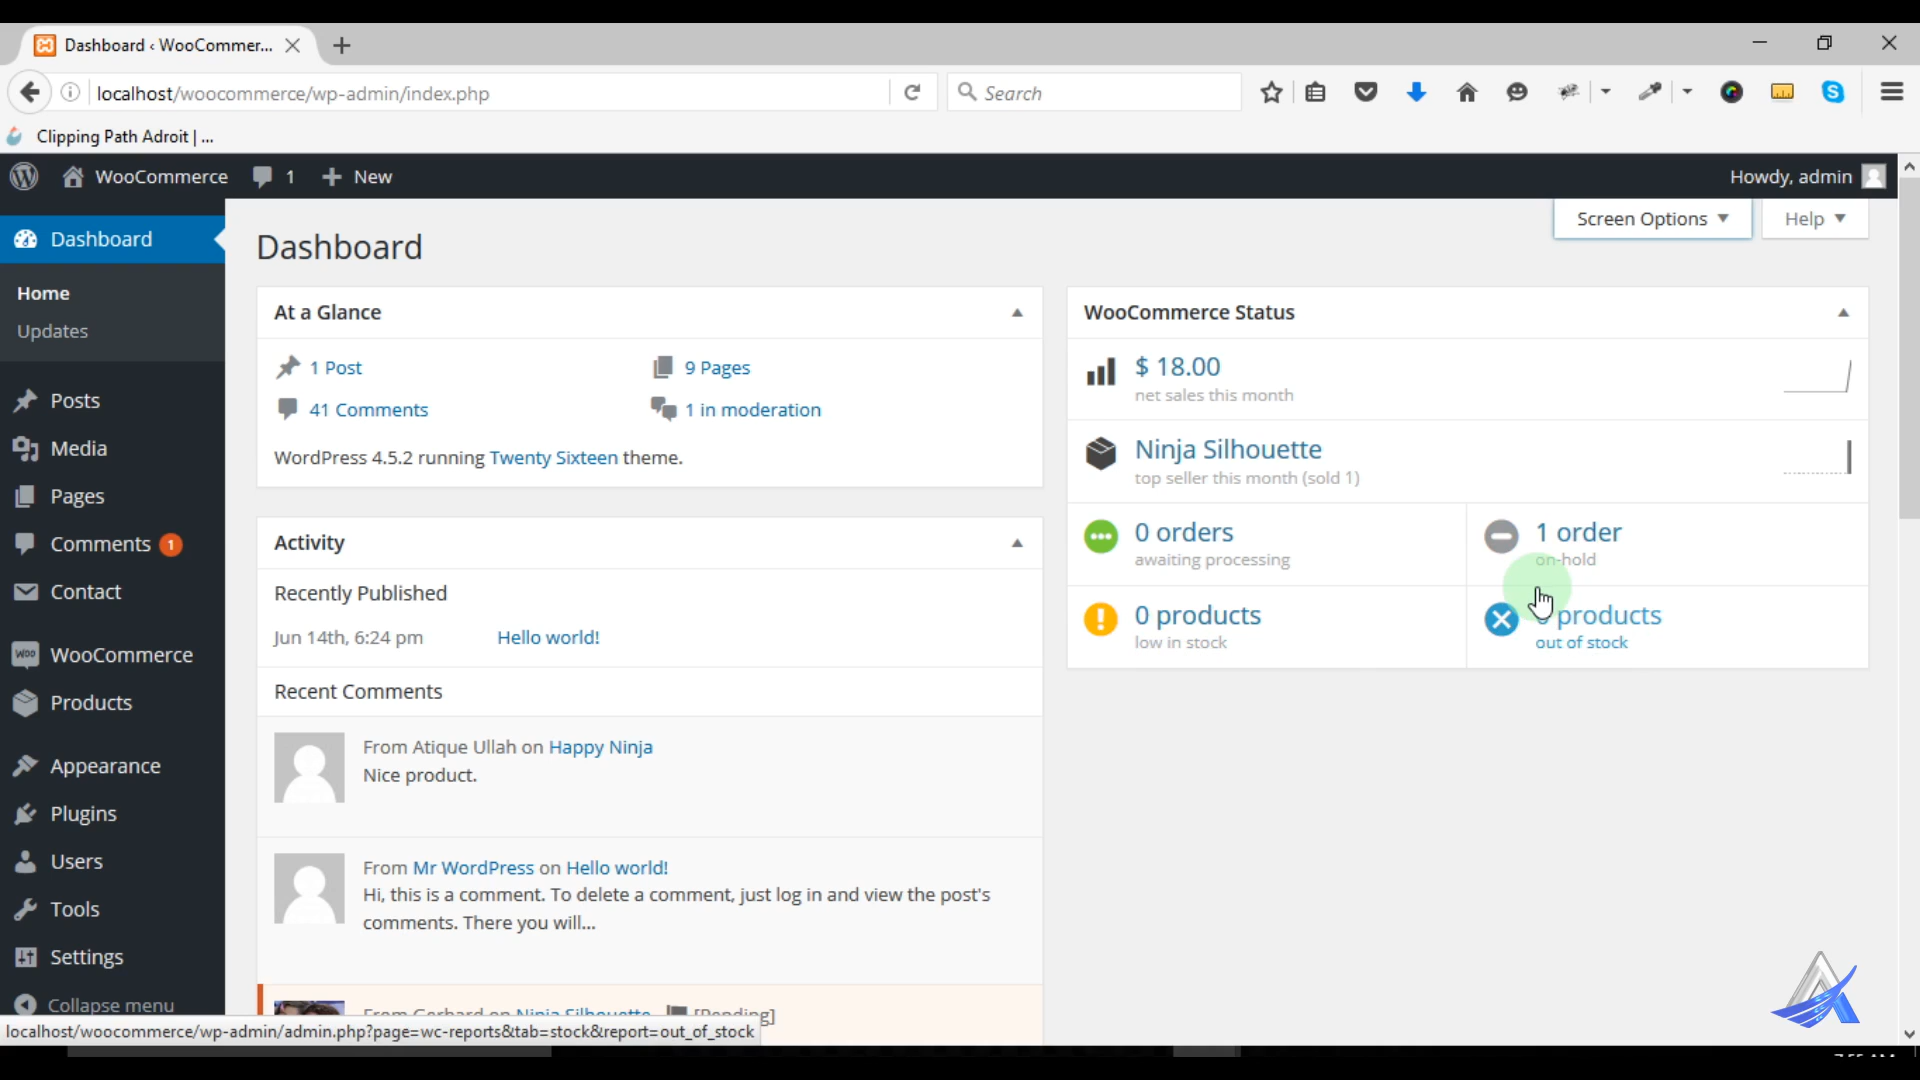 Dashboard ‹ WooCommer...
localhost/woocommerce/wp-admin/index.php
Search
Clipping Path Adroit | ...
WooCommerce 1 New
Howdy, admin
Screen Options Help
Dashboard
Home
Updates
Posts
Media
Pages
Comments 1
Contact
WooCommerce
Products
Appearance
Plugins
Users
Tools
Settings
Collapse menu
Dashboard
At a Glance
1 Post 9 Pages
41 Comments 1 in moderation
WordPress 4.5.2 running Twenty Sixteen theme.
Activity
Recently Published
Jun 14th, 6:24 pm Hello world!
Recent Comments
From Atique Ullah on Happy Ninja
Nice product.
From Mr WordPress on Hello world!
Hi, this is a comment. To delete a comment, just log in and view the post's
comments. There you will...
From Gerhard on Ninja Silhouette [Pending]
WooCommerce Status
$ 18.00
net sales this month
Ninja Silhouette
top seller this month (sold 1)
0 orders
awaiting processing
1 order
on-hold
0 products
low in stock
products
out of stock
localhost/woocommerce/wp-admin/admin.php?page=wc-reports&tab=stock&report=out_of_stock